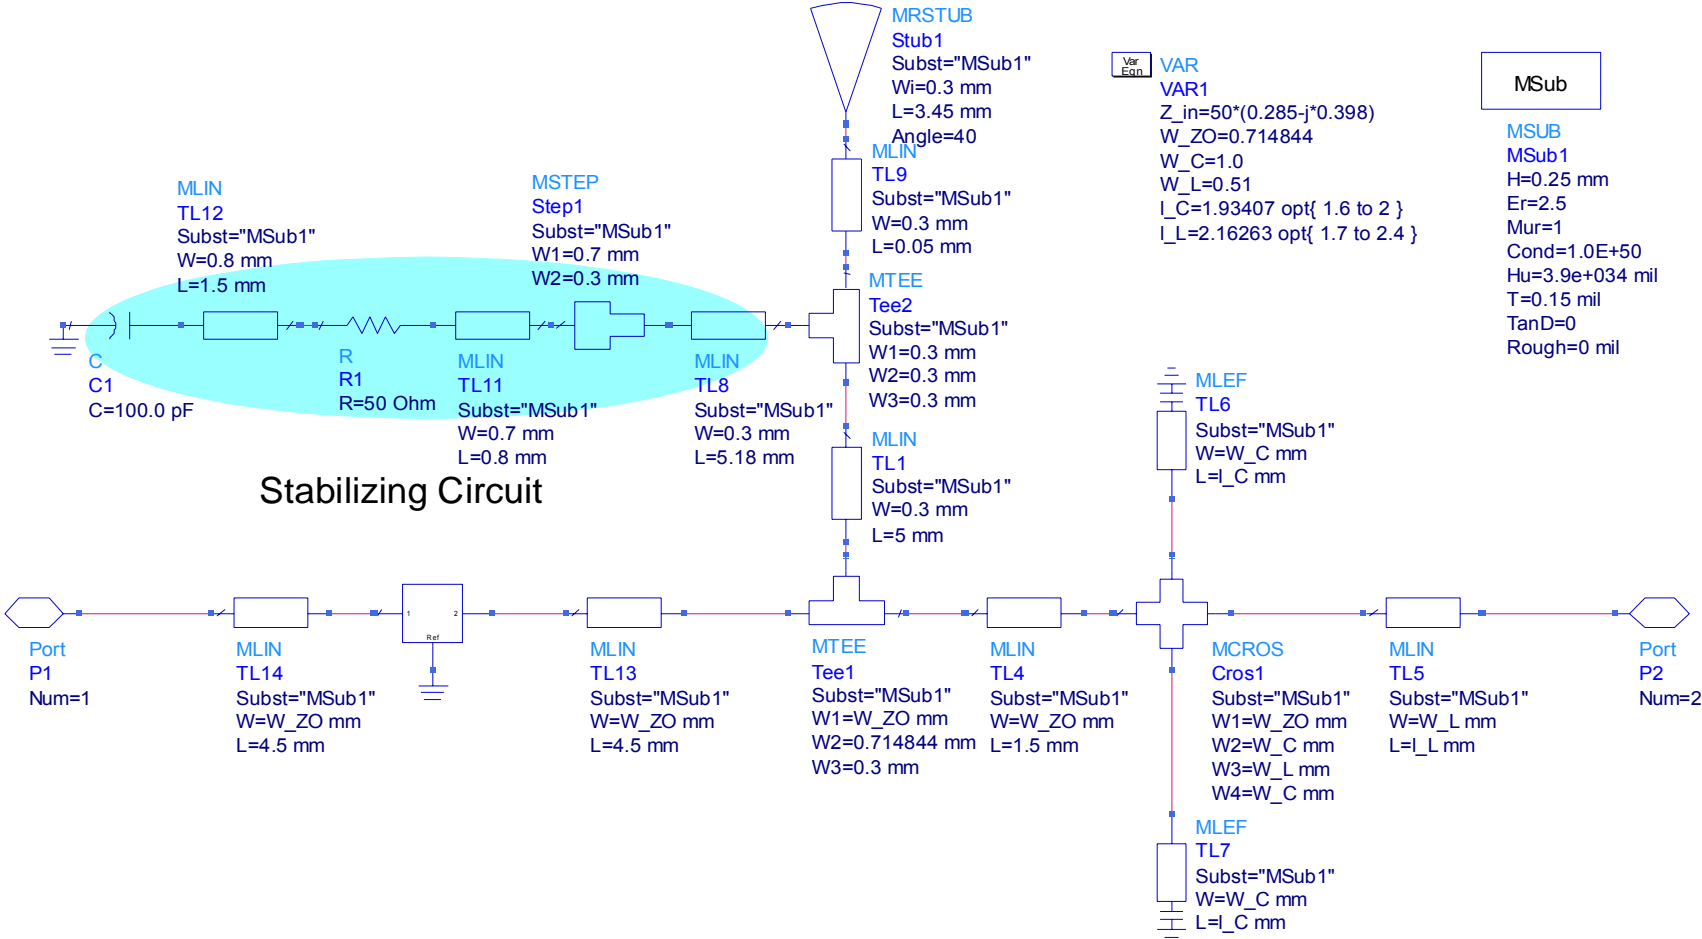 MRSTUB
Stub1
Subst="MSub1"
Wi=0.3 mm
L=3.45 mm
Angle=40
Var
Eqn
VAR
VAR1
Z_in=50*(0.285-j*0.398)
W_ZO=0.714844
W_C=1.0
W_L=0.51
l_C=1.93407 opt{ 1.6 to 2 }
l_L=2.16263 opt{ 1.7 to 2.4 }
MSub
MSUB
MSub1
H=0.25 mm
Er=2.5
Mur=1
Cond=1.0E+50
Hu=3.9e+034 mil
T=0.15 mil
TanD=0
Rough=0 mil
MLIN
TL9
Subst="MSub1"
W=0.3 mm
L=0.05 mm
MLIN
TL12
Subst="MSub1"
W=0.8 mm
L=1.5 mm
MSTEP
Step1
Subst="MSub1"
W1=0.7 mm
W2=0.3 mm
MTEE
Tee2
Subst="MSub1"
W1=0.3 mm
W2=0.3 mm
W3=0.3 mm
C
C1
C=100.0 pF
R
R1
R=50 Ohm
MLIN
TL11
Subst="MSub1"
W=0.7 mm
L=0.8 mm
MLIN
TL8
Subst="MSub1"
W=0.3 mm
L=5.18 mm
Stabilizing Circuit
MLIN
TL1
Subst="MSub1"
W=0.3 mm
L=5 mm
MLEF
TL6
Subst="MSub1"
W=W_C mm
L=l_C mm
Port
P1
Num=1
MLIN
TL14
Subst="MSub1"
W=W_ZO mm
L=4.5 mm
1
2
Ref
MLIN
TL13
Subst="MSub1"
W=W_ZO mm
L=4.5 mm
MTEE
Tee1
Subst="MSub1"
W1=W_ZO mm
W2=0.714844 mm
W3=0.3 mm
MLIN
TL4
Subst="MSub1"
W=W_ZO mm
L=1.5 mm
MCROS
Cros1
Subst="MSub1"
W1=W_ZO mm
W2=W_C mm
W3=W_L mm
W4=W_C mm
MLIN
TL5
Subst="MSub1"
W=W_L mm
L=l_L mm
Port
P2
Num=2
MLEF
TL7
Subst="MSub1"
W=W_C mm
L=l_C mm